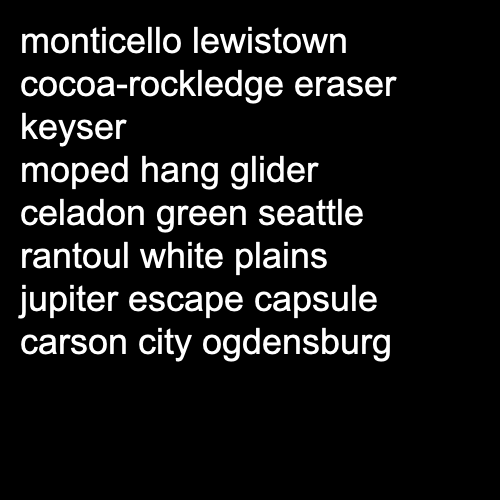 monticello lewistown
cocoa-rockledge eraser
keyser
moped hang glider
celadon green seattle
rantoul white plains
jupiter escape capsule
carson city ogdensburg